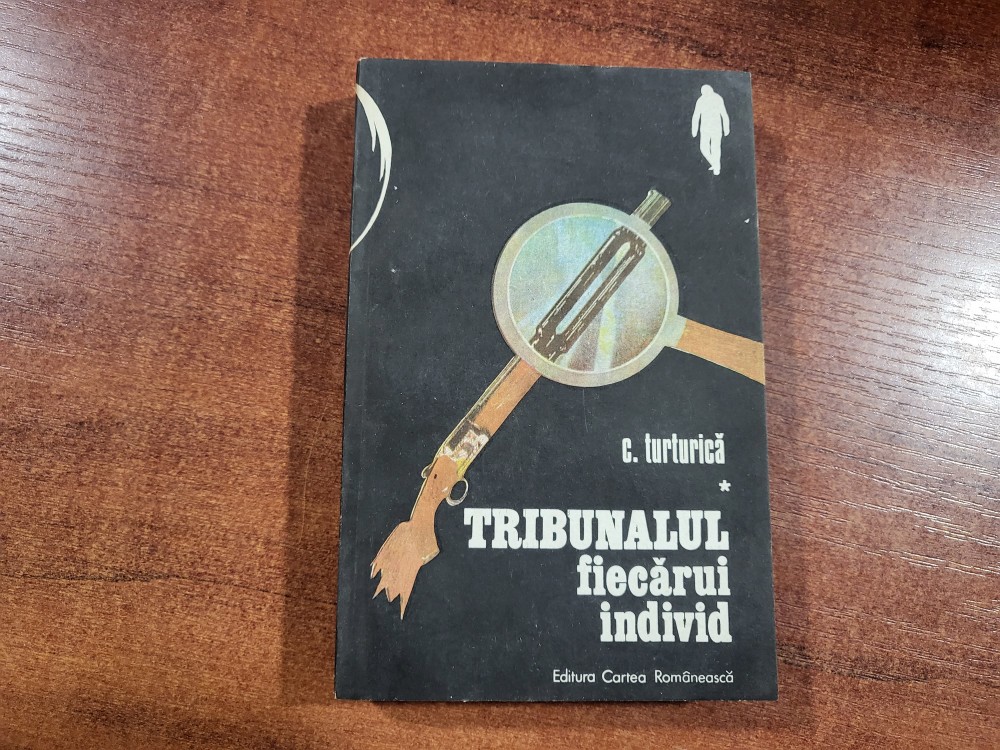 c. turturică
*
TRIBUNALUL
fiecărui
individ
Editura Cartea Românească